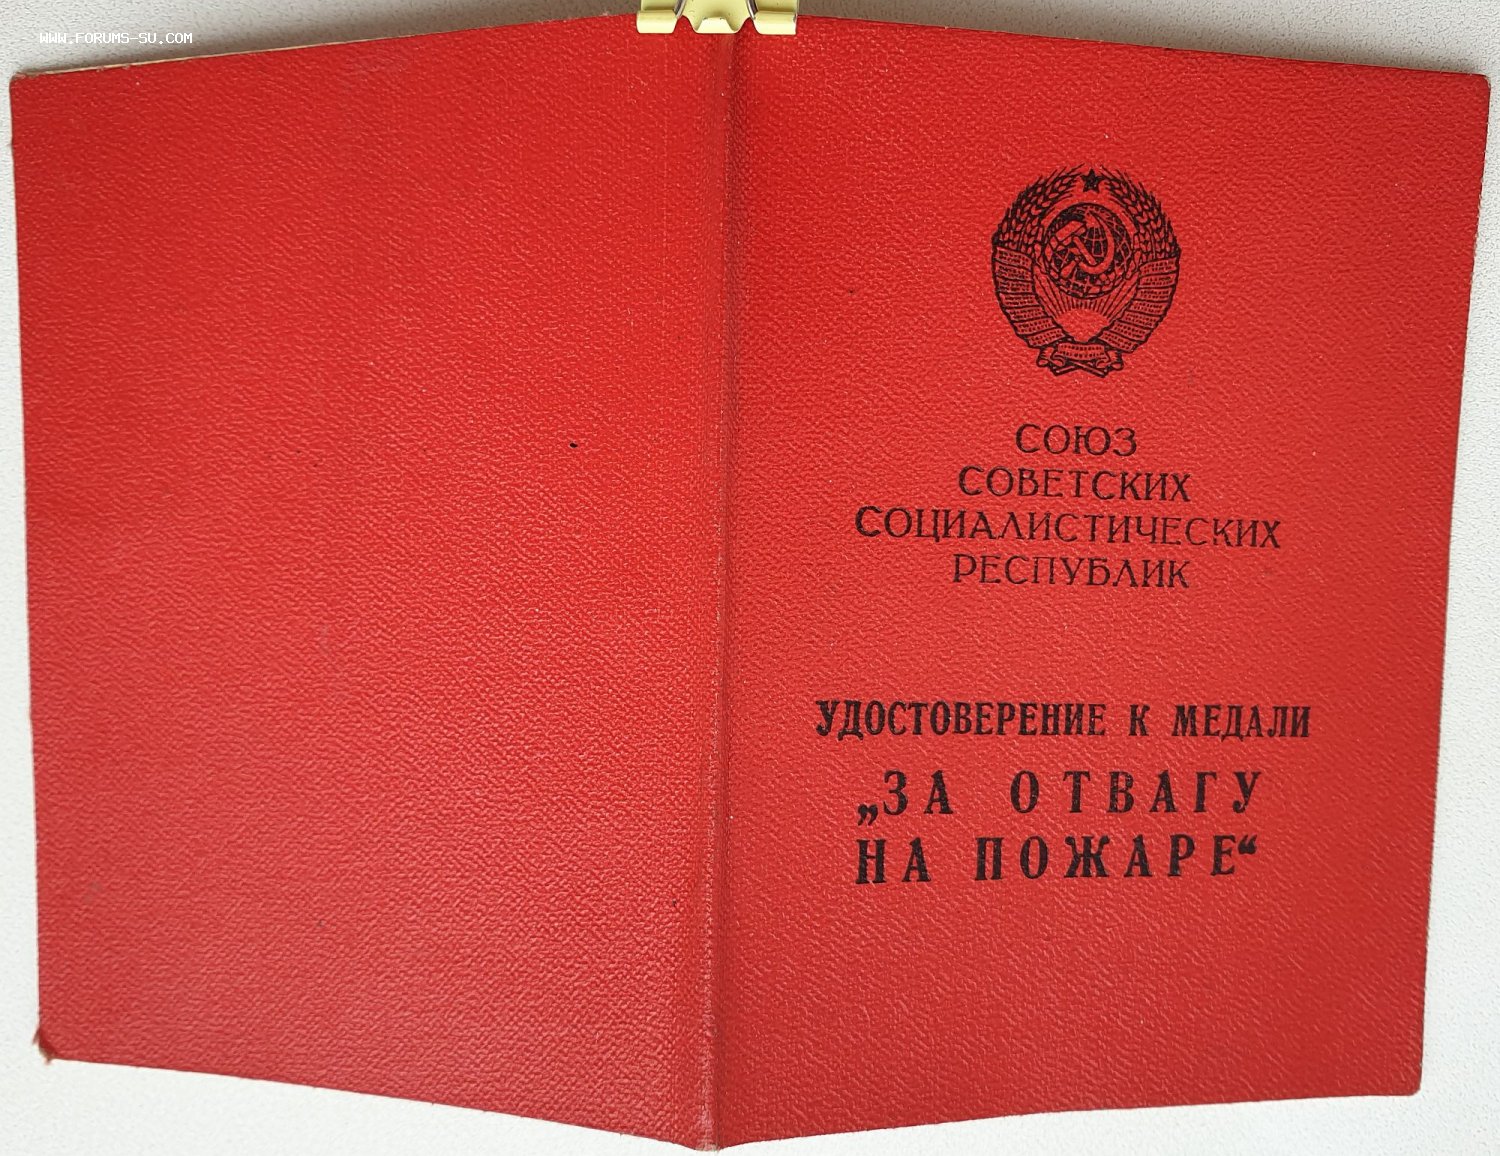 WWW.FORUMS-SU.COM
СОЮЗ
СОВЕТСКИХ
СОЦИАЛИСТИЧЕСКИХ
РЕСПУБЛИК
УДОСТОВЕРЕНИЕ К МЕДАЛИ
„ЗА ОТВАГУ
НА ПОЖАРЕ“